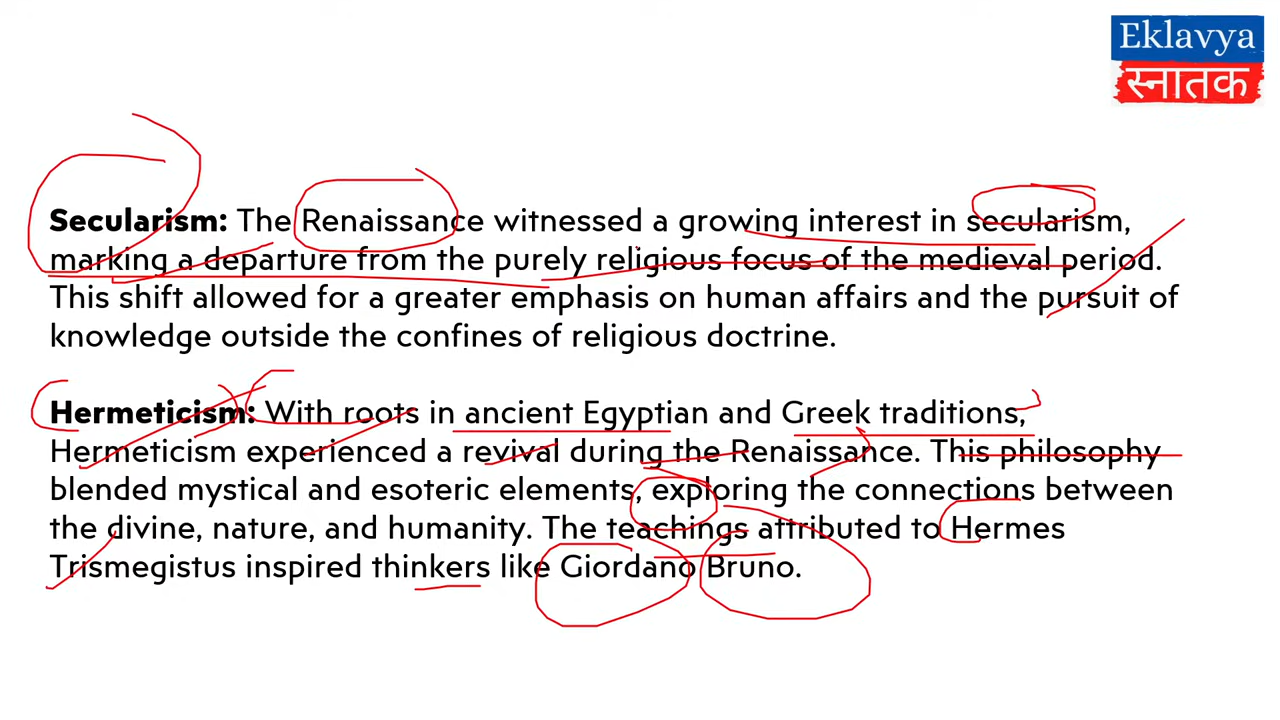 Eklavya
स्नातक
Secularism: The Renaissance witnessed a growing interest in secularism,
marking a departure from the purely religious focus of the medieval period.
This shift allowed for a greater emphasis on human affairs and the pursuit of
knowledge outside the confines of religious doctrine.
Hermeticism: With roots in ancient Egyptian and Greek traditions,
Hermeticism experienced a revival during the Renaissance. This philosophy
blended mystical and esoteric elements, exploring the connections between
the divine, nature, and humanity. The teachings attributed to Hermes
Trismegistus inspired thinkers like Giordano Bruno.